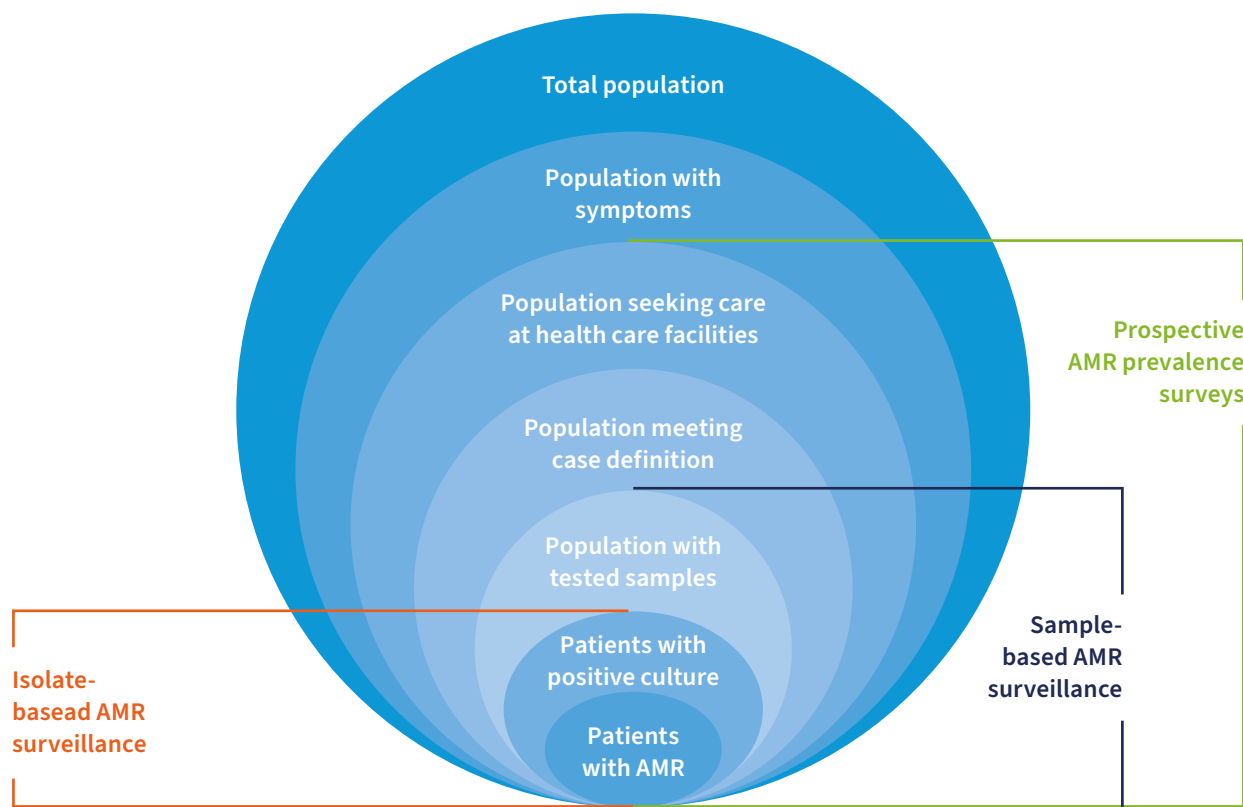 Total population
Population with
symptoms
Population seeking care
at health care facilities
Population meeting
case definition
Population with
tested samples
Patients with
positive culture
Patients
with AMR
Prospective
AMR prevalence
surveys
Sample-
based AMR
surveillance
Isolate-
basead AMR
surveillance